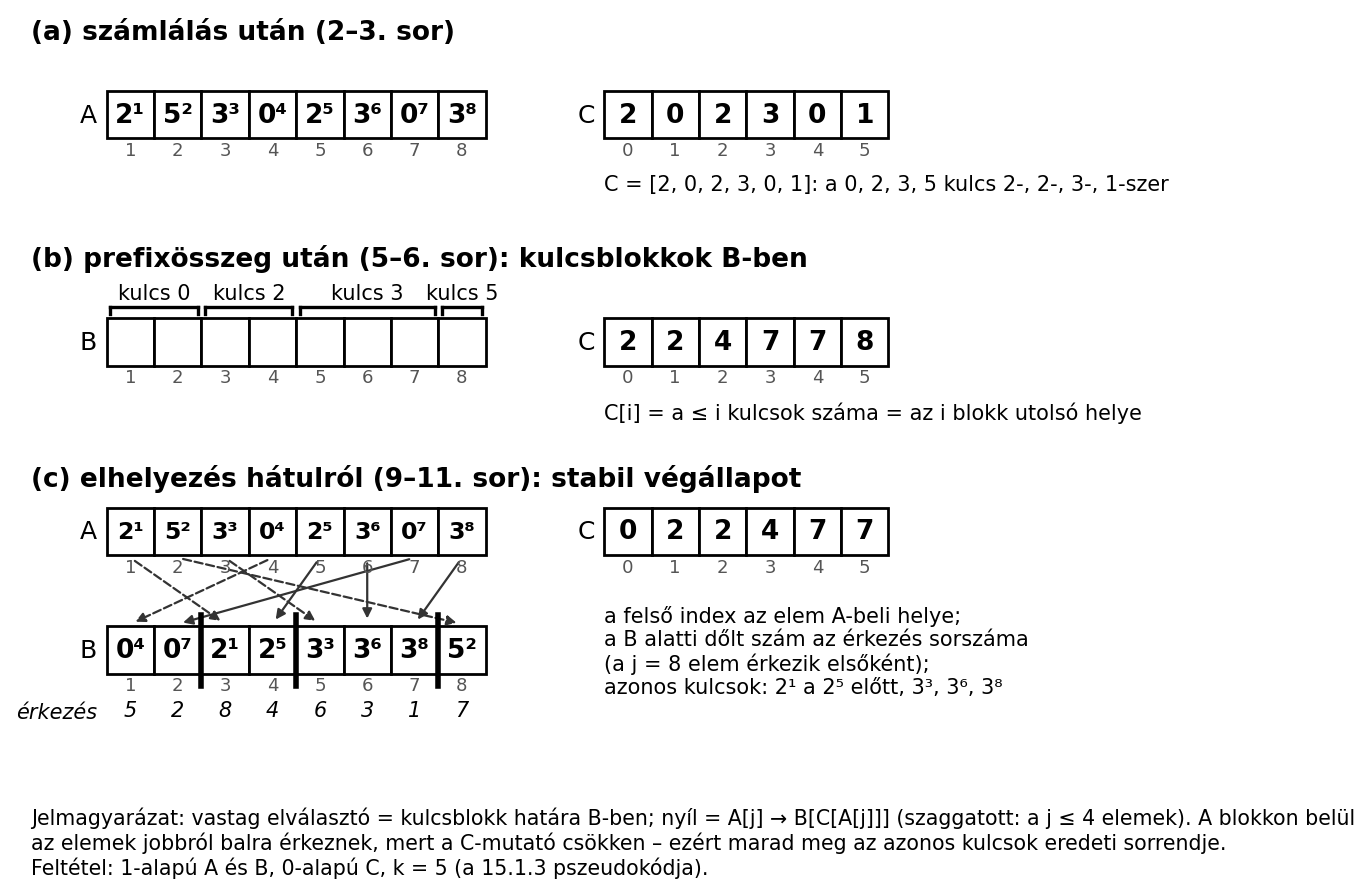 (a) számlálás után (2–3. sor)
A 2¹ 5² 3³ 0⁴ 2⁵ 3⁶ 0⁷ 3⁸
1 2 3 4 5 6 7 8
C 2 0 2 3 0 1
0 1 2 3 4 5
C = [2, 0, 2, 3, 0, 1]: a 0, 2, 3, 5 kulcs 2-, 2-, 3-, 1-szer
(b) prefixösszeg után (5–6. sor): kulcsblokkok B-ben
kulcs 0 kulcs 2 kulcs 3 kulcs 5
B
1 2 3 4 5 6 7 8
C 2 2 4 7 7 8
0 1 2 3 4 5
C[i] = a ≤ i kulcsok száma = az i blokk utolsó helye
(c) elhelyezés hátulról (9–11. sor): stabil végállapot
A 2¹ 5² 3³ 0⁴ 2⁵ 3⁶ 0⁷ 3⁸
1 2 3 4 5 6 7 8
C 0 2 2 4 7 7
0 1 2 3 4 5
B 0⁴ 0⁷ 2¹ 2⁵ 3³ 3⁶ 3⁸ 5²
1 2 3 4 5 6 7 8
érkezés 5 2 8 4 6 3 1 7
a felső index az elem A-beli helye;
a B alatti dőlt szám az érkezés sorszáma
(a j = 8 elem érkezik elsőként);
azonos kulcsok: 2¹ a 2⁵ előtt, 3³, 3⁶, 3⁸
Jelmagyarázat: vastag elválasztó = kulcsblokk határa B-ben; nyíl = A[j] → B[C[A[j]]] (szaggatott: a j ≤ 4 elemek). A blokkon belül
az elemek jobbról balra érkeznek, mert a C-mutató csökken – ezért marad meg az azonos kulcsok eredeti sorrendje.
Feltétel: 1-alapú A és B, 0-alapú C, k = 5 (a 15.1.3 pszeudokódja).